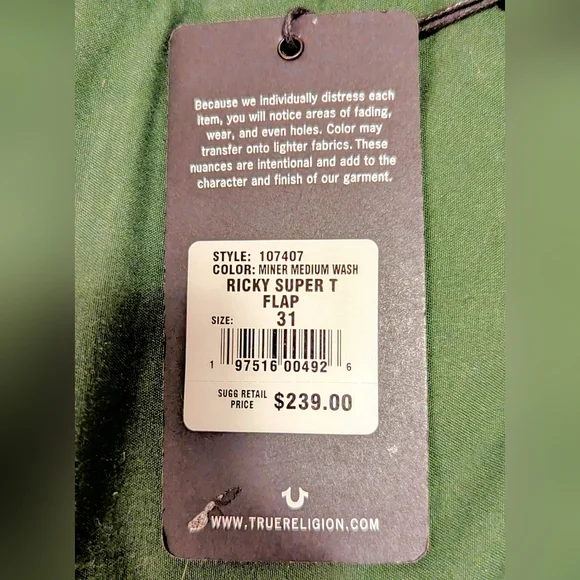 Because we individually distress each
item, you will notice areas of fading,
wear, and even holes. Color may
transfer onto lighter fabrics. These
nuances are intentional and add to the
character and finish of our garment.
STYLE: 107407
COLOR: MINER MEDIUM WASH
RICKY SUPER T
FLAP
SIZE: 31
1 97516 00492 6
SUGG RETAIL
PRICE $239.00
WWW.TRUERELIGION.COM